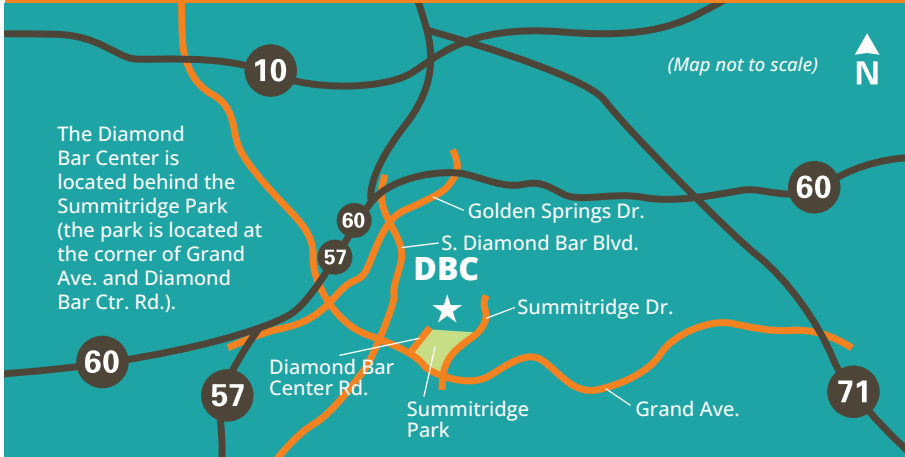 10
(Map not to scale)
N
The Diamond
Bar Center is
located behind the
Summitridge Park
(the park is located at
the corner of Grand
Ave. and Diamond
Bar Ctr. Rd.).
60
60
Golden Springs Dr.
57
S. Diamond Bar Blvd.
DBC
Summitridge Dr.
60
Diamond Bar
Center Rd.
57
Summitridge
Park
Grand Ave.
71